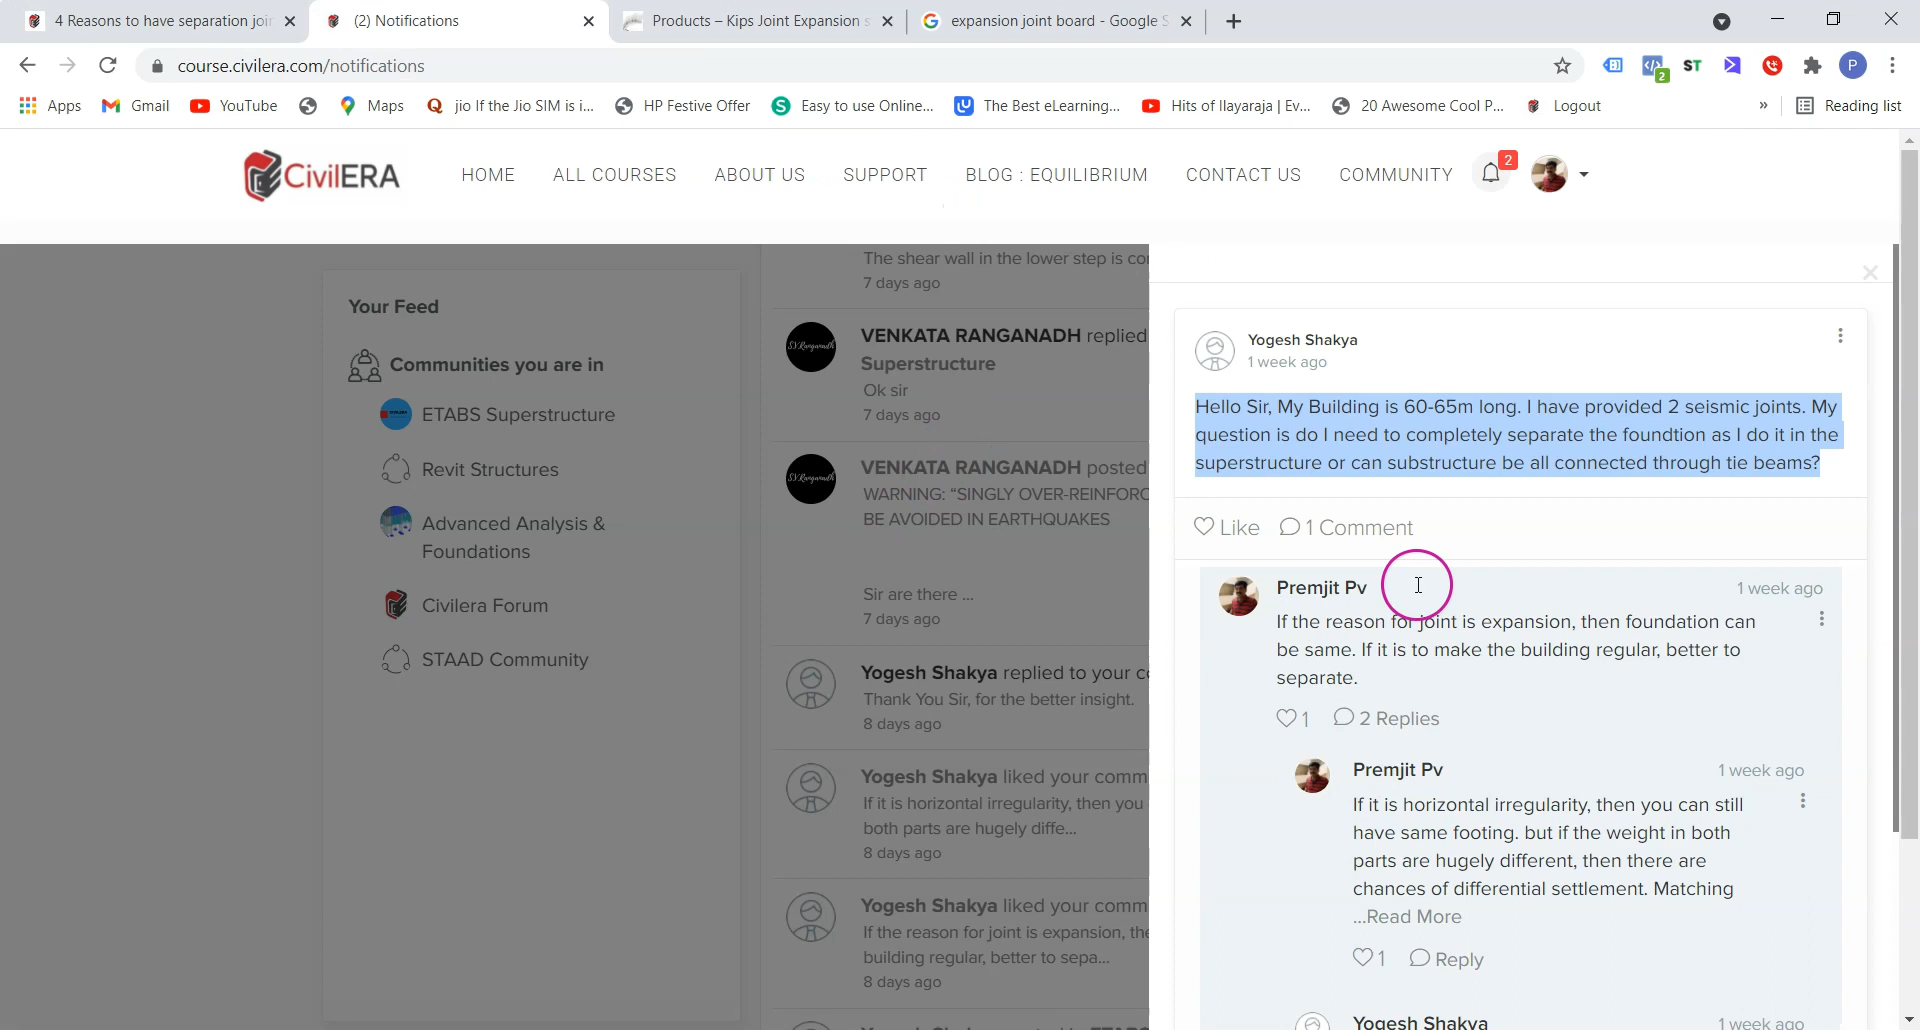 4 Reasons to have separation join
(2) Notifications
Products – Kips Joint Expansion s
expansion joint board - Google S
course.civilera.com/notifications
2
ST
P
Apps
Gmail
YouTube
Maps
jio If the Jio SIM is i...
HP Festive Offer
Easy to use Online...
The Best eLearning...
Hits of Ilayaraja | Ev...
20 Awesome Cool P...
Logout
»
Reading list
CivilERA
HOME
ALL COURSES
ABOUT US
SUPPORT
BLOG : EQUILIBRIUM
CONTACT US
COMMUNITY
2
Your Feed
Communities you are in
ETABS Superstructure
Revit Structures
Advanced Analysis &
Foundations
Civilera Forum
STAAD Community
The shear wall in the lower step is co
7 days ago
VENKATA RANGANADH replied
Superstructure
Ok sir
7 days ago
VENKATA RANGANADH posted
WARNING: “SINGLY OVER-REINFORC
BE AVOIDED IN EARTHQUAKES
Sir are there ...
7 days ago
Yogesh Shakya replied to your c
Thank You Sir, for the better insight.
8 days ago
Yogesh Shakya liked your comm
If it is horizontal irregularity, then you
both parts are hugely diffe...
8 days ago
Yogesh Shakya liked your comm
If the reason for joint is expansion, the
building regular, better to sepa...
8 days ago
Yogesh Shakya
1 week ago
Hello Sir, My Building is 60-65m long. I have provided 2 seismic joints. My
question is do I need to completely separate the foundtion as I do it in the
superstructure or can substructure be all connected through tie beams?
Like
1 Comment
Premjit Pv
1 week ago
If the reason for joint is expansion, then foundation can
be same. If it is to make the building regular, better to
separate.
1
2 Replies
Premjit Pv
1 week ago
If it is horizontal irregularity, then you can still
have same footing. but if the weight in both
parts are hugely different, then there are
chances of differential settlement. Matching
...Read More
1
Reply
Yogesh Shakya
1 week ago